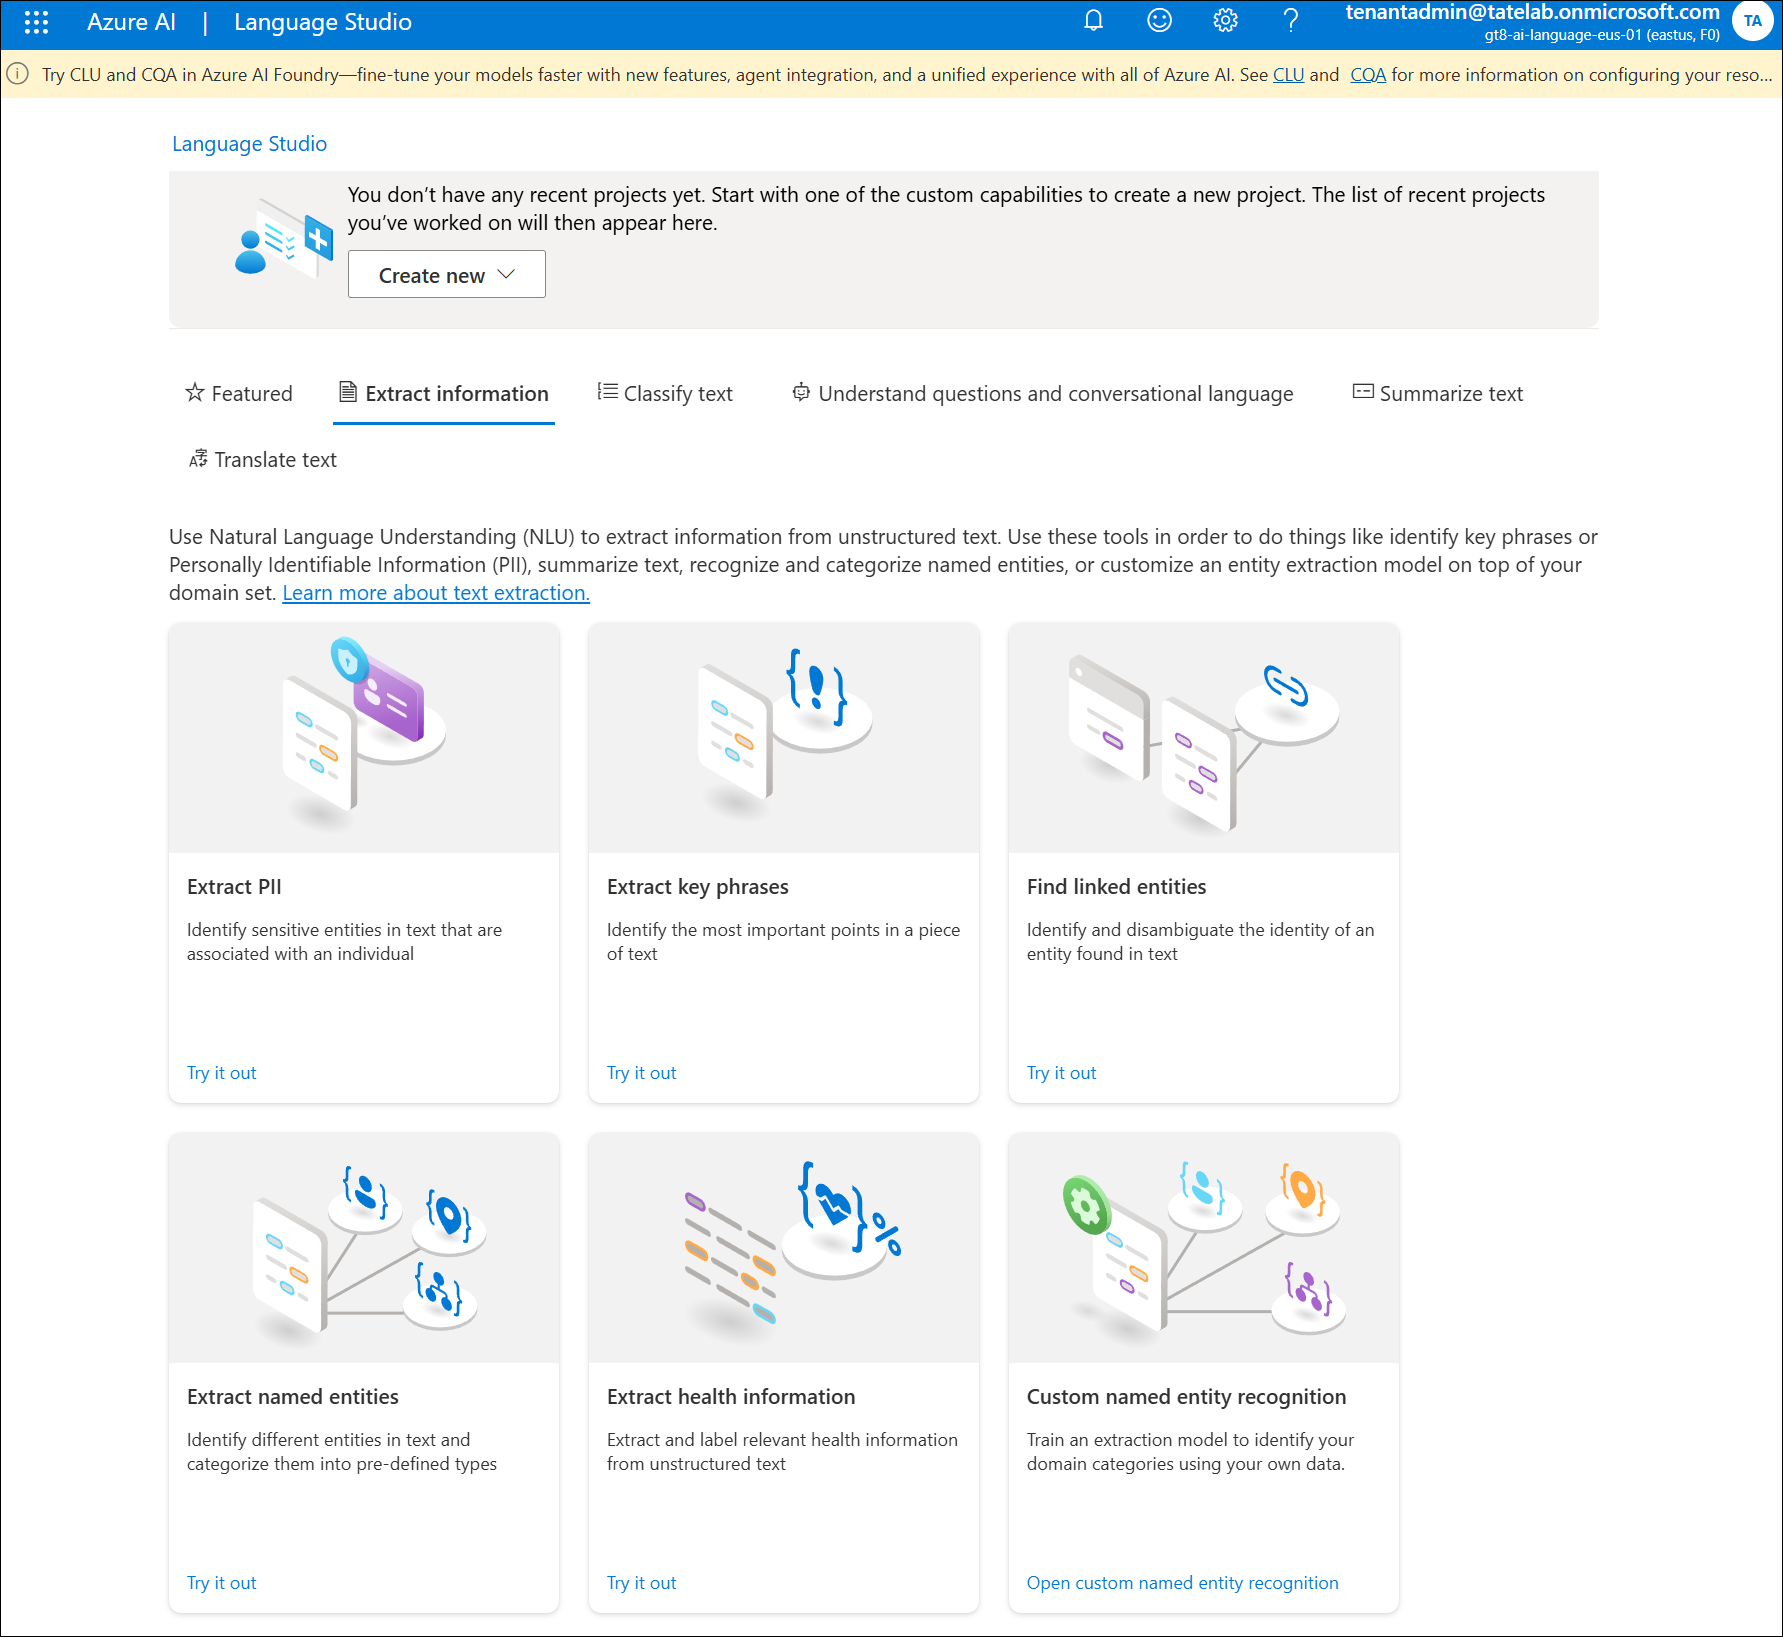 Azure AI | Language Studio
tenantadmin@tatelab.onmicrosoft.com
gt8-ai-language-eus-01 (eastus, F0)
TA
Try CLU and CQA in Azure AI Foundry—fine-tune your models faster with new features, agent integration, and a unified experience with all of Azure AI. See CLU and CQA for more information on configuring your reso...
Language Studio
You don't have any recent projects yet. Start with one of the custom capabilities to create a new project. The list of recent projects
you've worked on will then appear here.
Create new
Featured
Extract information
Classify text
Understand questions and conversational language
Summarize text
Translate text
Use Natural Language Understanding (NLU) to extract information from unstructured text. Use these tools in order to do things like identify key phrases or
Personally Identifiable Information (PII), summarize text, recognize and categorize named entities, or customize an entity extraction model on top of your
domain set. Learn more about text extraction.
Extract PII
Identify sensitive entities in text that are
associated with an individual
Try it out
Extract key phrases
Identify the most important points in a piece
of text
Try it out
Find linked entities
Identify and disambiguate the identity of an
entity found in text
Try it out
Extract named entities
Identify different entities in text and
categorize them into pre-defined types
Try it out
Extract health information
Extract and label relevant health information
from unstructured text
Try it out
Custom named entity recognition
Train an extraction model to identify your
domain categories using your own data.
Open custom named entity recognition